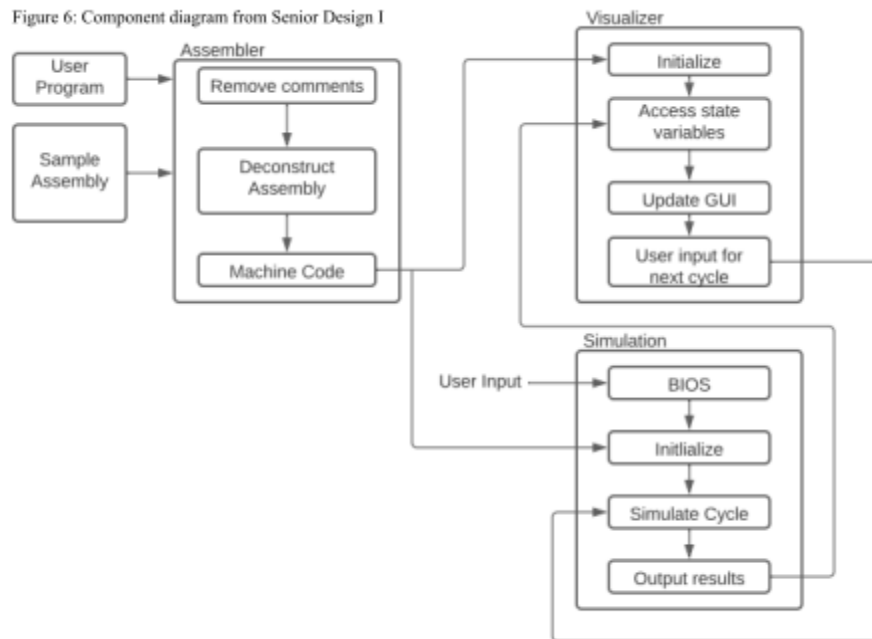 Figure 6: Component diagram from Senior Design I
User
Program
Sample
Assembly
Assembler
Remove comments
Deconstruct
Assembly
Machine Code
Visualizer
Initialize
Access state
variables
Update GUI
User input for
next cycle
Simulation
User Input
BIOS
Initlialize
Simulate Cycle
Output results